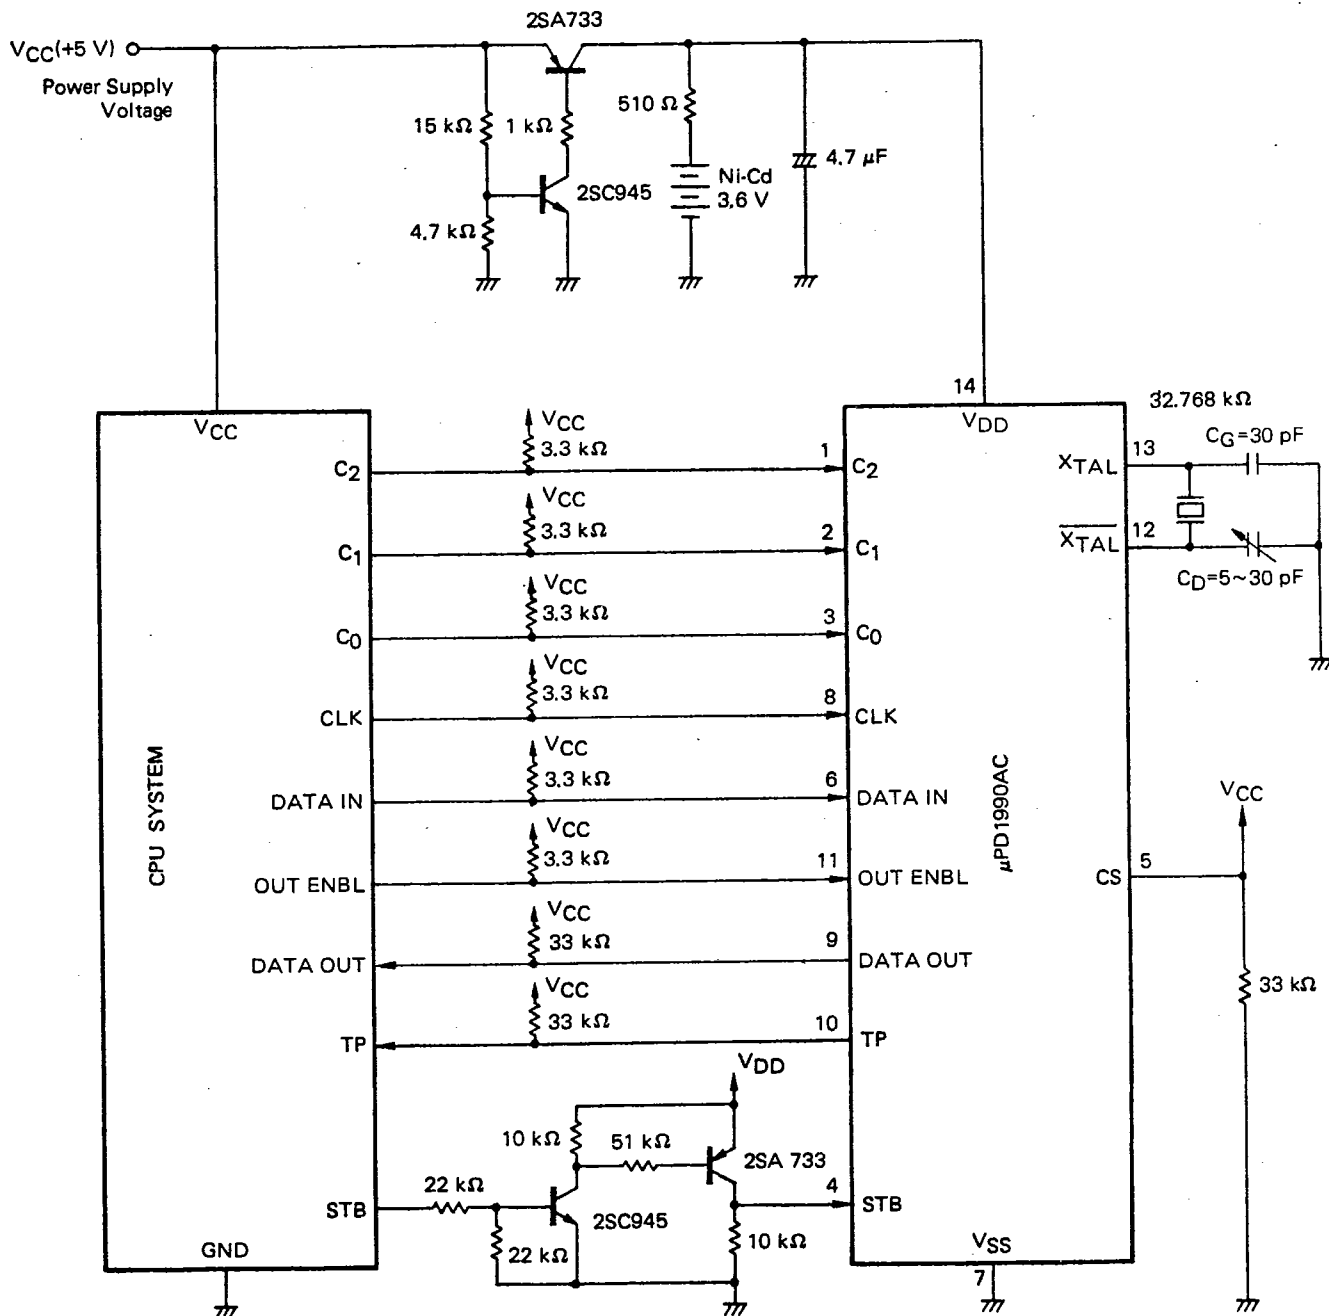 2SA733
VCC(+5 V)
Power Supply
Voltage
15 kΩ
1 kΩ
510 Ω
4.7 μF
2SC945
Ni-Cd
3.6 V
4.7 kΩ
14
32.768 kΩ
VCC
VDD
CG=30 pF
C2
VCC
3.3 kΩ
1
C2
XTAL
13
C1
VCC
3.3 kΩ
2
C1
XTAL
12
CD=5~30 pF
C0
VCC
3.3 kΩ
3
C0
CLK
VCC
3.3 kΩ
8
CLK
CPU SYSTEM
μPD1990AC
DATA IN
VCC
3.3 kΩ
6
DATA IN
VCC
OUT ENBL
VCC
3.3 kΩ
11
OUT ENBL
CS
5
DATA OUT
VCC
33 kΩ
9
DATA OUT
33 kΩ
TP
VCC
33 kΩ
10
TP
VDD
10 kΩ
51 kΩ
2SA 733
STB
22 kΩ
2SC945
4
STB
22 kΩ
10 kΩ
GND
VSS
7